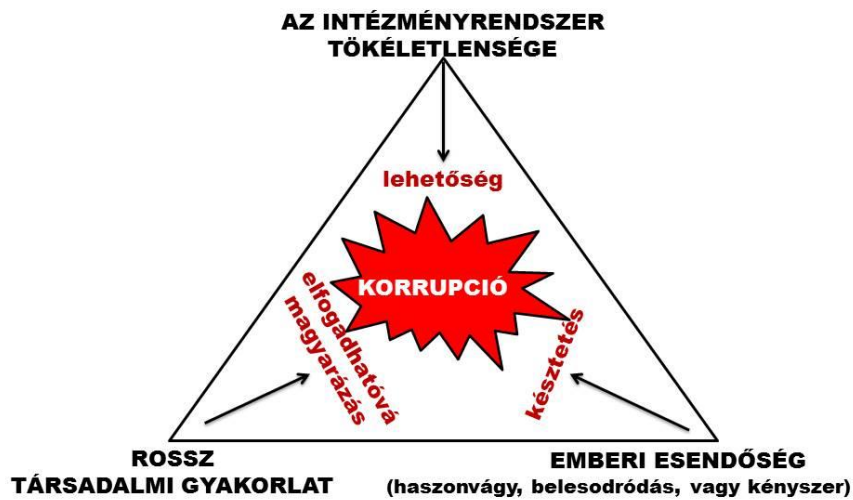 AZ INTÉZMÉNYRENDSZER
TÖKÉLETLENSÉGE
lehetőség
KORRUPCIÓ
elfogadhatóvá
magyarázás
késztetés
ROSSZ
TÁRSADALMI GYAKORLAT
EMBERI ESENDŐSÉG
(haszonvágy, belesodródás, vagy kényszer)